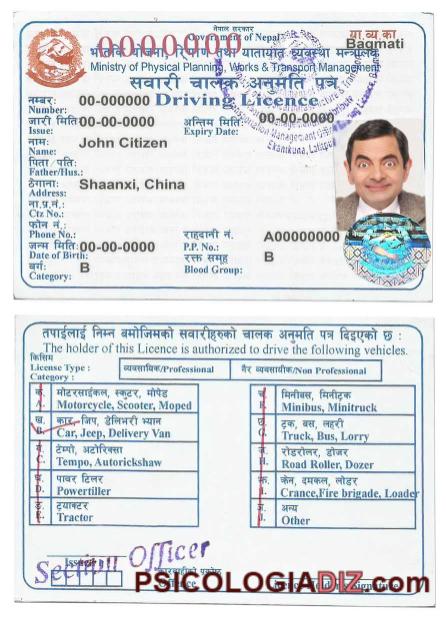 नेपाल सरकार
Government of Nepal
या.व्य.का
Bagmati
0000000
भौतिक योजना, निर्माण तथा यातायात व्यवस्था मन्त्रालय
Ministry of Physical Planning, Works & Transport Management
सवारी चालक अनुमति पत्र
Driving Licence
नम्बर: 00-000000
Number:
जारी मिति: 00-00-0000 अन्तिम मिति: 00-00-0000
Issue: Expiry Date:
नाम: John Citizen
Name:
पिता / पति:
Father/Hus.:
ठेगाना: Shaanxi, China
Address:
ना.प्र.नं.:
Ctz No.:
फोन नं.:
Phone No.: राहदानी नं. A00000000
जन्म मिति: 00-00-0000 P.P. No.:
Date of Birth: रक्त समूह
बर्ग: B Blood Group: B
Category:
तपाईलाई निम्न बमोजिमको सवारीहरुको चालक अनुमति पत्र दिइएको छ :
The holder of this Licence is authorized to drive the following vehicles.
किसिम
License Type : व्यवसायिक/Professional गैर व्यवसायीक/Non Professional
Category :
क. मोटरसाईकल, स्कुटर, मोपेड
A. Motorcycle, Scooter, Moped
ख. कार, जिप, डेलिभरी भ्यान
B. Car, Jeep, Delivery Van
ग. टेम्पो, अटोरिक्सा
C. Tempo, Autorickshaw
घ. पावर टिलर
D. Powertiller
ङ. ट्रयाक्टर
E. Tractor
च. मिनीबस, मिनीट्रक
F. Minibus, Minitruck
छ. ट्रक, बस, लहरी
G. Truck, Bus, Lorry
ज. रोडरोलर, डोजर
H. Road Roller, Dozer
झ. क्रेन, दमकल, लोडर
I. Crance,Fire brigade, Loader
ञ. अन्य
J. Other
Section Officer
PSICOLOGIADIZ.com
Signature